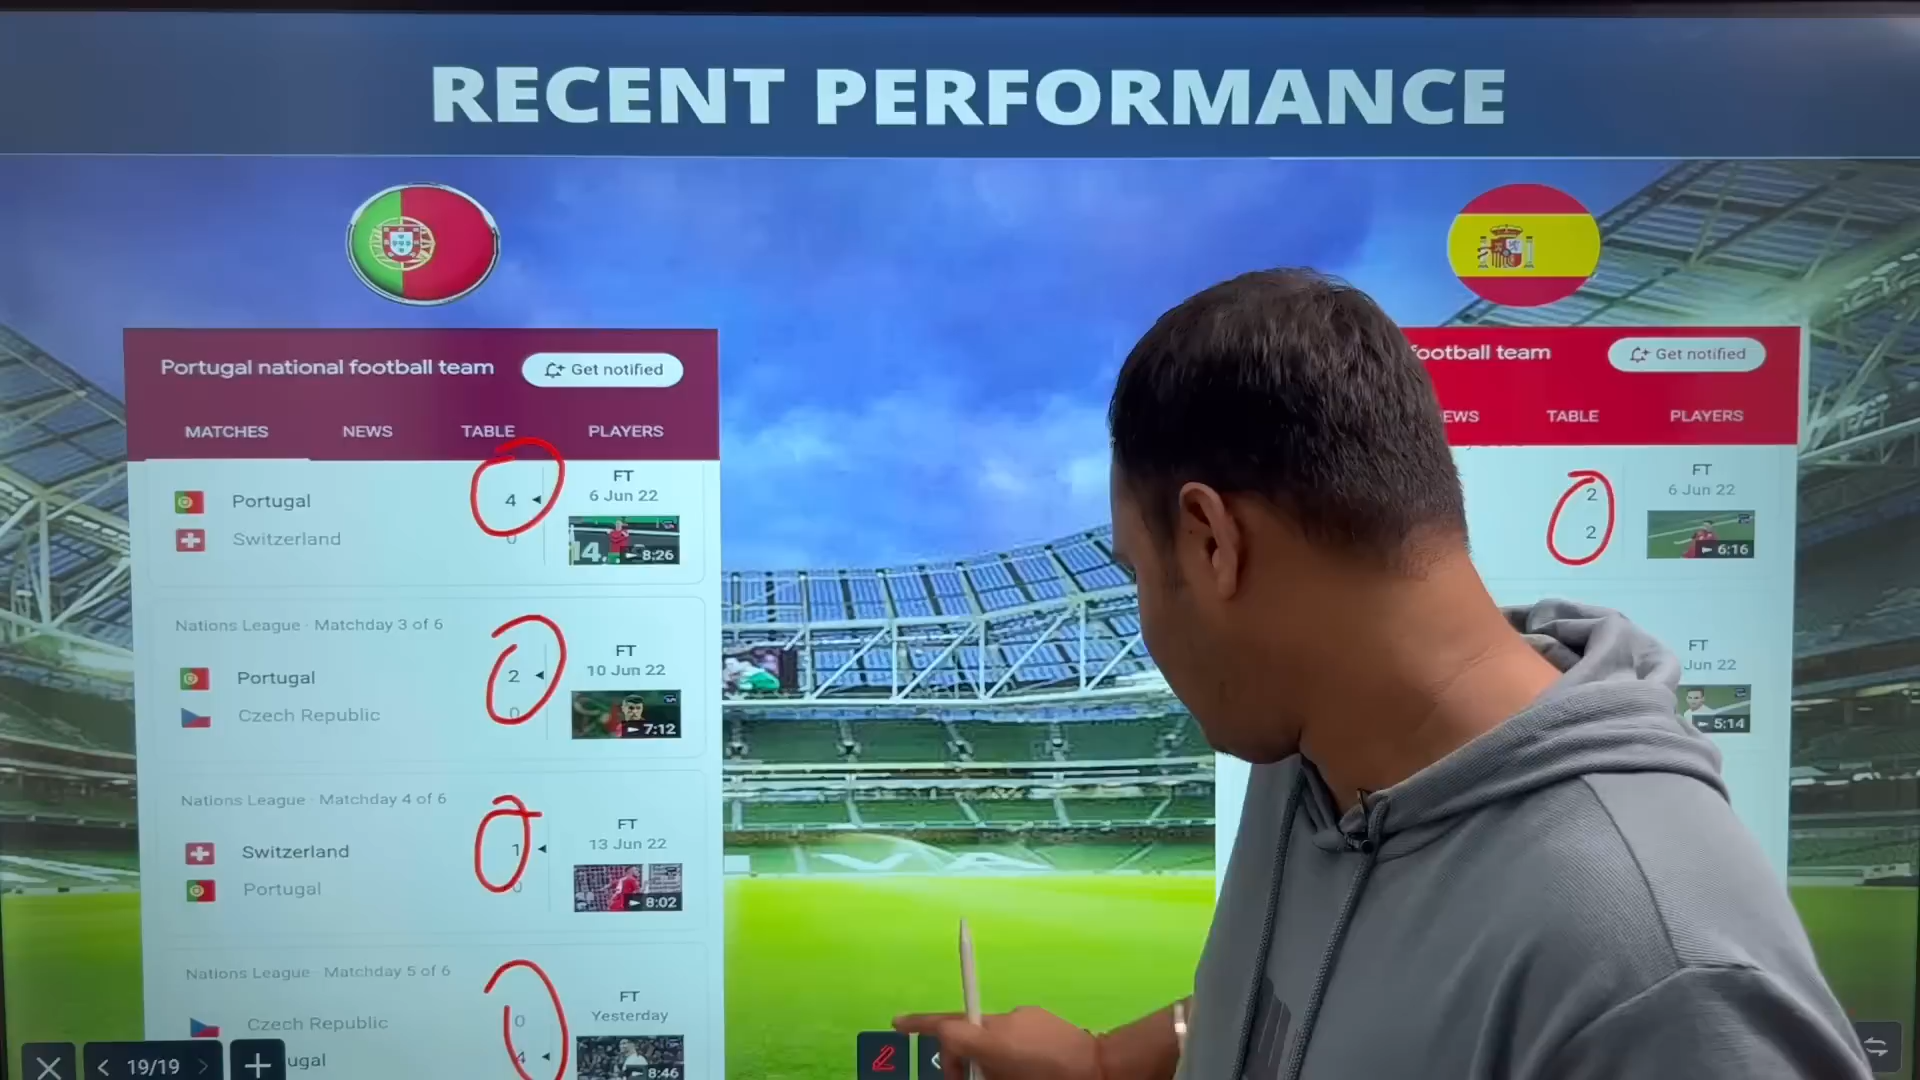 RECENT PERFORMANCE
Portugal national football team
Get notified
MATCHES NEWS TABLE PLAYERS
Portugal 4
Switzerland 0
FT
6 Jun 22
14.
8:26
Nations League · Matchday 3 of 6
Portugal 2
Czech Republic 0
FT
10 Jun 22
7:12
Nations League · Matchday 4 of 6
Switzerland 1
Portugal 0
FT
13 Jun 22
8:02
Nations League · Matchday 5 of 6
Czech Republic 0
ugal 4
FT
Yesterday
8:46
football team
Get notified
EWS TABLE PLAYERS
2
2
FT
6 Jun 22
6:16
FT
Jun 22
5:14
19/19